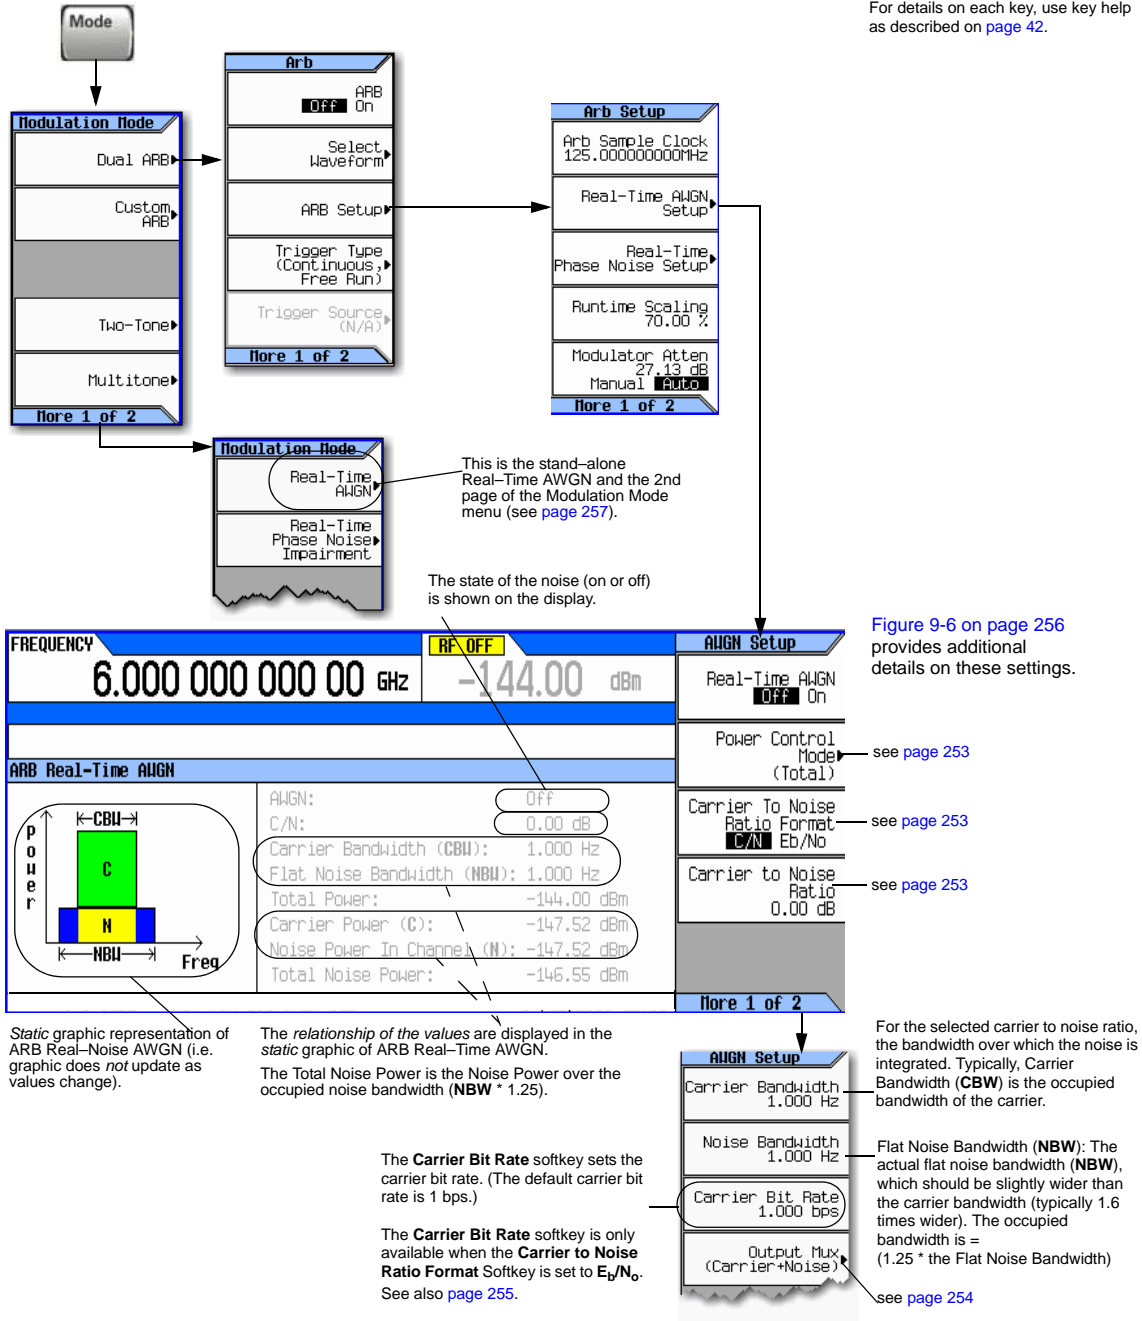 For details on each key, use key help
as described on page 42.
Mode
Modulation Mode
Dual ARB
Custom
ARB
Two-Tone
Multitone
More 1 of 2
Arb
ARB
Off On
Select
Waveform
ARB Setup
Trigger Type
(Continuous,
Free Run)
Trigger Source
(N/A)
More 1 of 2
Arb Setup
Arb Sample Clock
125.000000000MHz
Real-Time AWGN
Setup
Real-Time
Phase Noise Setup
Runtime Scaling
70.00 %
Modulator Atten
27.13 dB
Manual Auto
More 1 of 2
Modulation Mode
Real-Time
AWGN
Real-Time
Phase Noise
Impairment
This is the stand–alone
Real–Time AWGN and the 2nd
page of the Modulation Mode
menu (see page 257).
The state of the noise (on or off)
is shown on the display.
FREQUENCY
6.000 000 000 00 GHz
RF OFF
-144.00 dBm
ARB Real-Time AWGN
Power
CBW
C
N
NBW
Freq
AWGN: Off
C/N: 0.00 dB
Carrier Bandwidth (CBW): 1.000 Hz
Flat Noise Bandwidth (NBW): 1.000 Hz
Total Power: -144.00 dBm
Carrier Power (C): -147.52 dBm
Noise Power In Channel (N): -147.52 dBm
Total Noise Power: -146.55 dBm
AWGN Setup
Real-Time AWGN
Off On
Power Control
Mode
(Total)
Carrier To Noise
Ratio Format
C/N Eb/No
Carrier to Noise
Ratio
0.00 dB
More 1 of 2
Figure 9-6 on page 256
provides additional
details on these settings.
see page 253
see page 253
see page 253
Static graphic representation of
ARB Real–Noise AWGN (i.e.
graphic does not update as
values change).
The relationship of the values are displayed in the
static graphic of ARB Real–Time AWGN.
The Total Noise Power is the Noise Power over the
occupied noise bandwidth (NBW * 1.25).
AWGN Setup
Carrier Bandwidth
1.000 Hz
Noise Bandwidth
1.000 Hz
Carrier Bit Rate
1.000 bps
Output Mux
(Carrier+Noise)
For the selected carrier to noise ratio,
the bandwidth over which the noise is
integrated. Typically, Carrier
Bandwidth (CBW) is the occupied
bandwidth of the carrier.
Flat Noise Bandwidth (NBW): The
actual flat noise bandwidth (NBW),
which should be slightly wider than
the carrier bandwidth (typically 1.6
times wider). The occupied
bandwidth is =
(1.25 * the Flat Noise Bandwidth)
see page 254
The Carrier Bit Rate softkey sets the
carrier bit rate. (The default carrier bit
rate is 1 bps.)
The Carrier Bit Rate softkey is only
available when the Carrier to Noise
Ratio Format Softkey is set to Eb/No.
See also page 255.